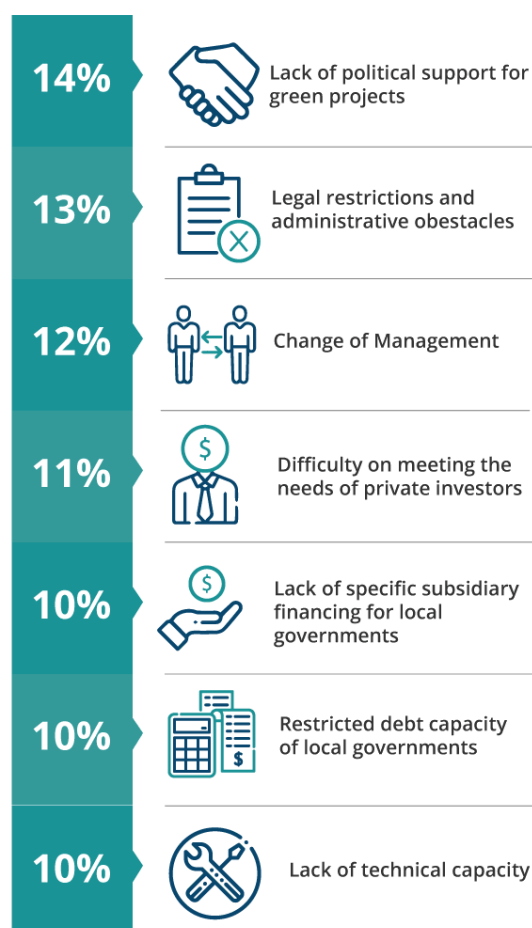 14%
Lack of political support for
green projects
13%
Legal restrictions and
administrative obstacles
12%
Change of Management
11%
$
Difficulty on meeting the
needs of private investors
10%
$
Lack of specific subsidiary
financing for local
governments
10%
$
Restricted debt capacity
of local governments
10%
Lack of technical capacity